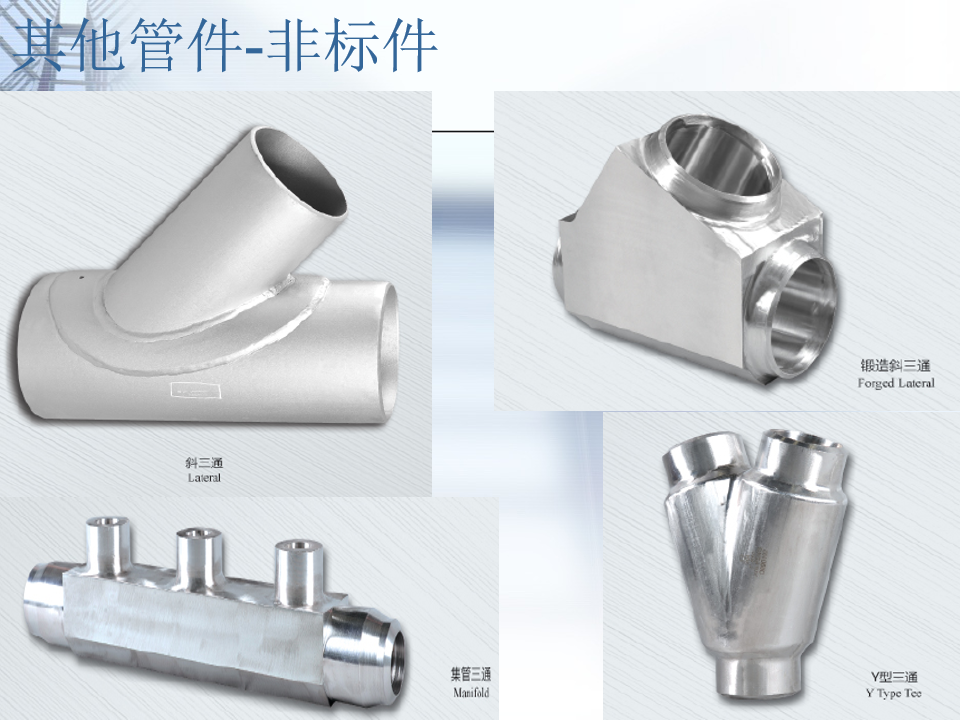 其他管件-非标件
斜三通
Lateral
锻造斜三通
Forged Lateral
集管三通
Manifold
Y型三通
Y Type Tee